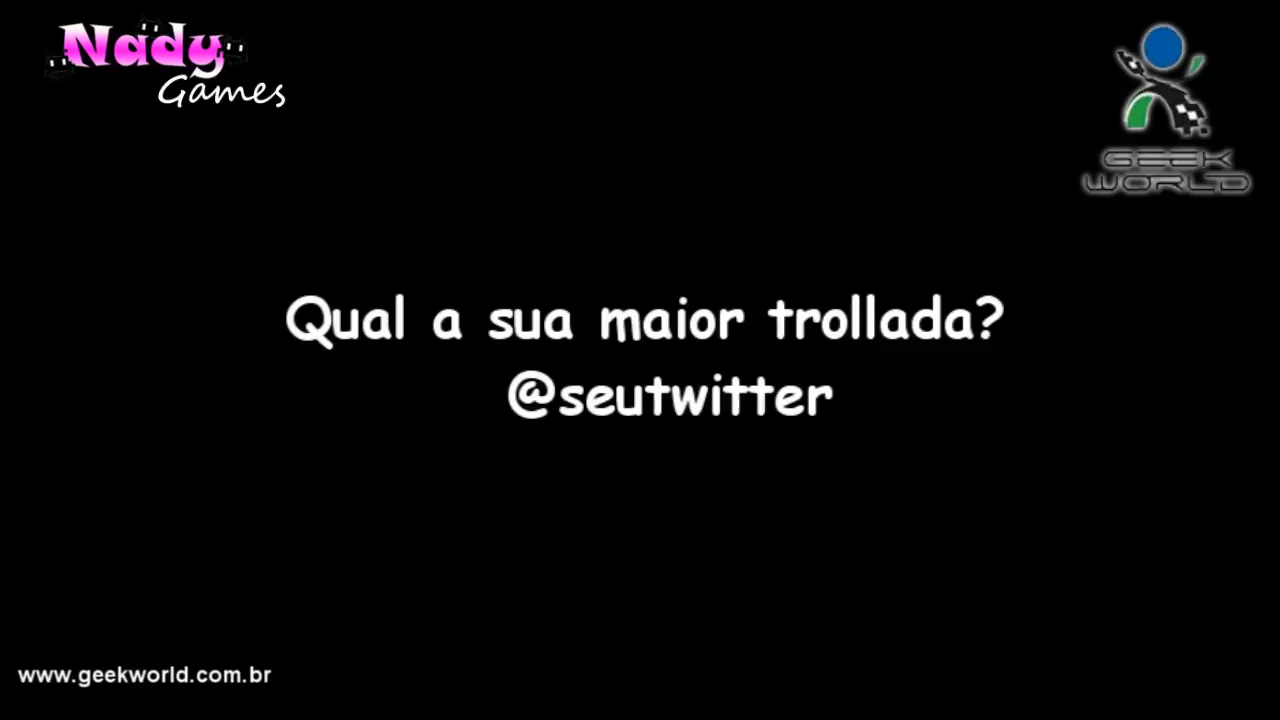 Nady
Games
GEEK
WORLD
Qual a sua maior trollada?
@seutwitter
www.geekworld.com.br